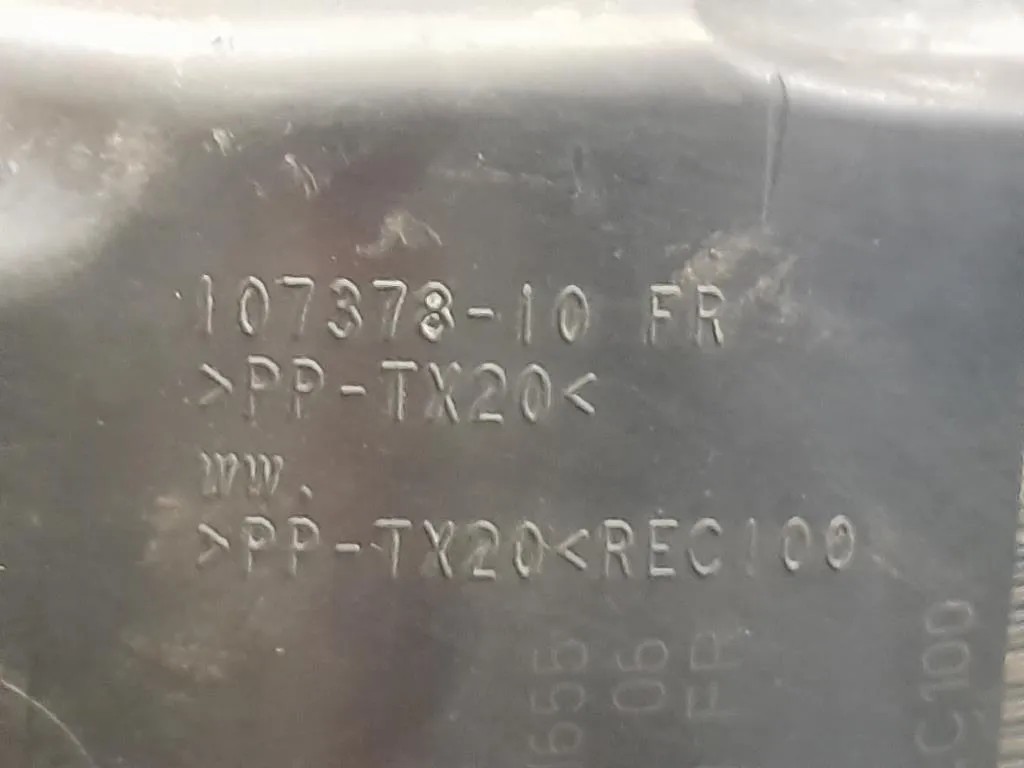 107378-10 FR
>PP-TX20<
ww.
>PP-TX20<REC100
655
06
FR
C100